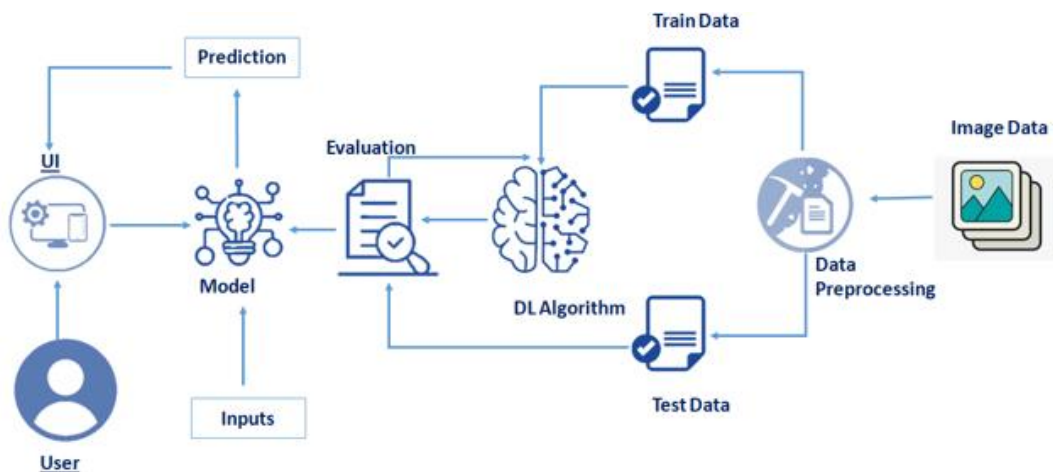 Train Data
Prediction
Image Data
Evaluation
UI
Model
Data
Preprocessing
DL Algorithm
Test Data
Inputs
User